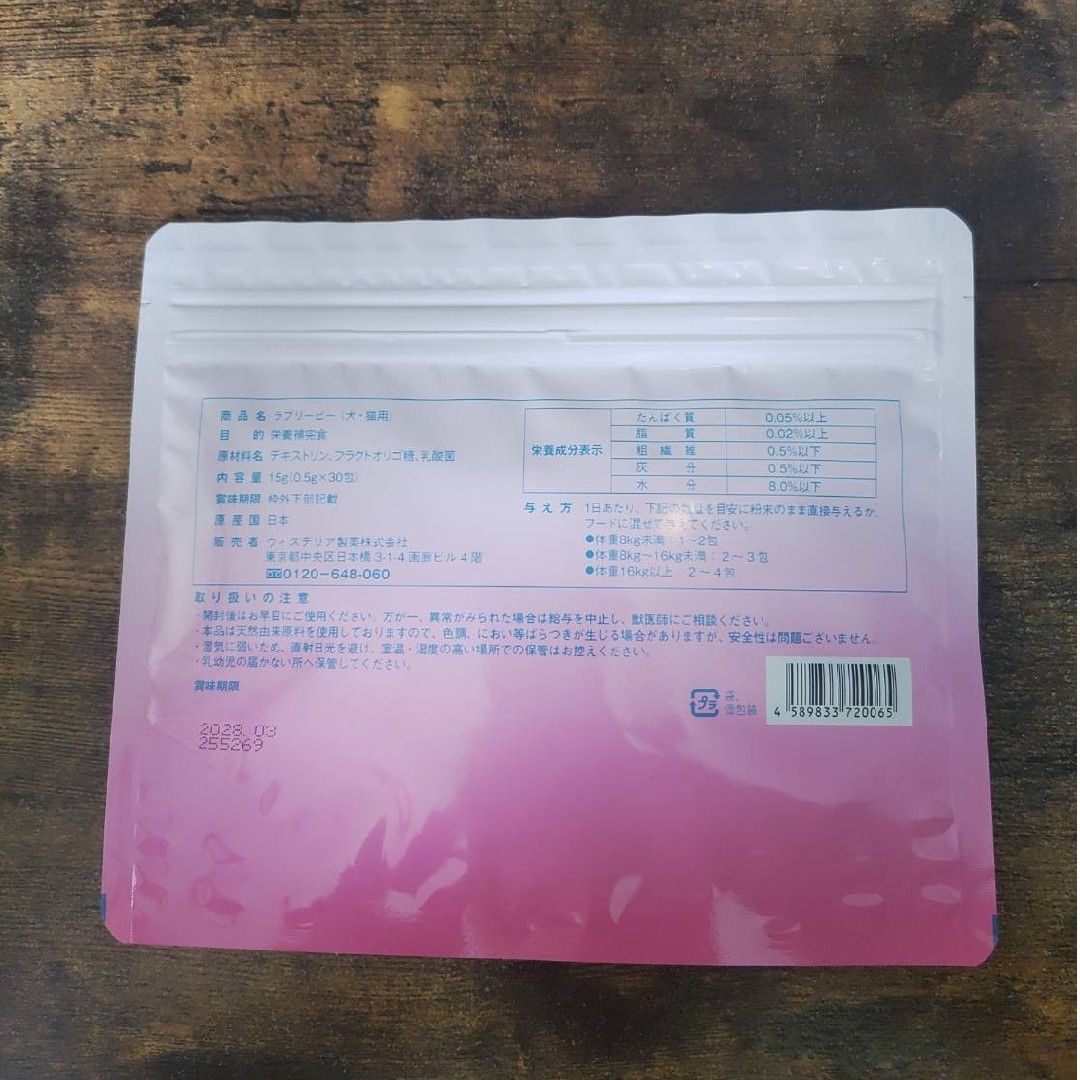 商品名 ラブリービー（犬・猫用）
目的 栄養補完食
原材料名 デキストリン、フラクトオリゴ糖、乳酸菌
内容量 15g（0.5g×30包）
賞味期限 枠外下部記載
原産国 日本
販売者 ウィステリア製薬株式会社
東京都中央区日本橋3-1-4画廊ビル4階
0120-648-060
栄養成分表示
たんぱく質 0.05%以上
脂質 0.02%以上
粗繊維 0.5%以下
灰分 0.5%以下
水分 8.0%以下
与え方 1日あたり、下記の数量を目安に粉末のまま直接与えるか、
フードに混ぜて与えてください。
●体重8kg未満：1〜2包
●体重8kg〜16kg未満：2〜3包
●体重16kg以上：2〜4包
取り扱いの注意
・開封後はお早目にご使用ください。万が一、異常がみられた場合は給与を中止し、獣医師にご相談ください。
・本品は天然由来原料を使用しておりますので、色調、におい等ばらつきが生じる場合がありますが、安全性は問題ございません。
・湿気に弱いため、直射日光を避け、室温・湿度の高い場所での保管はお控えください。
・乳幼児の届かない所へ保管してください。
賞味期限
2028.03
255269
プラ
袋、
個包装
4 589833 720065